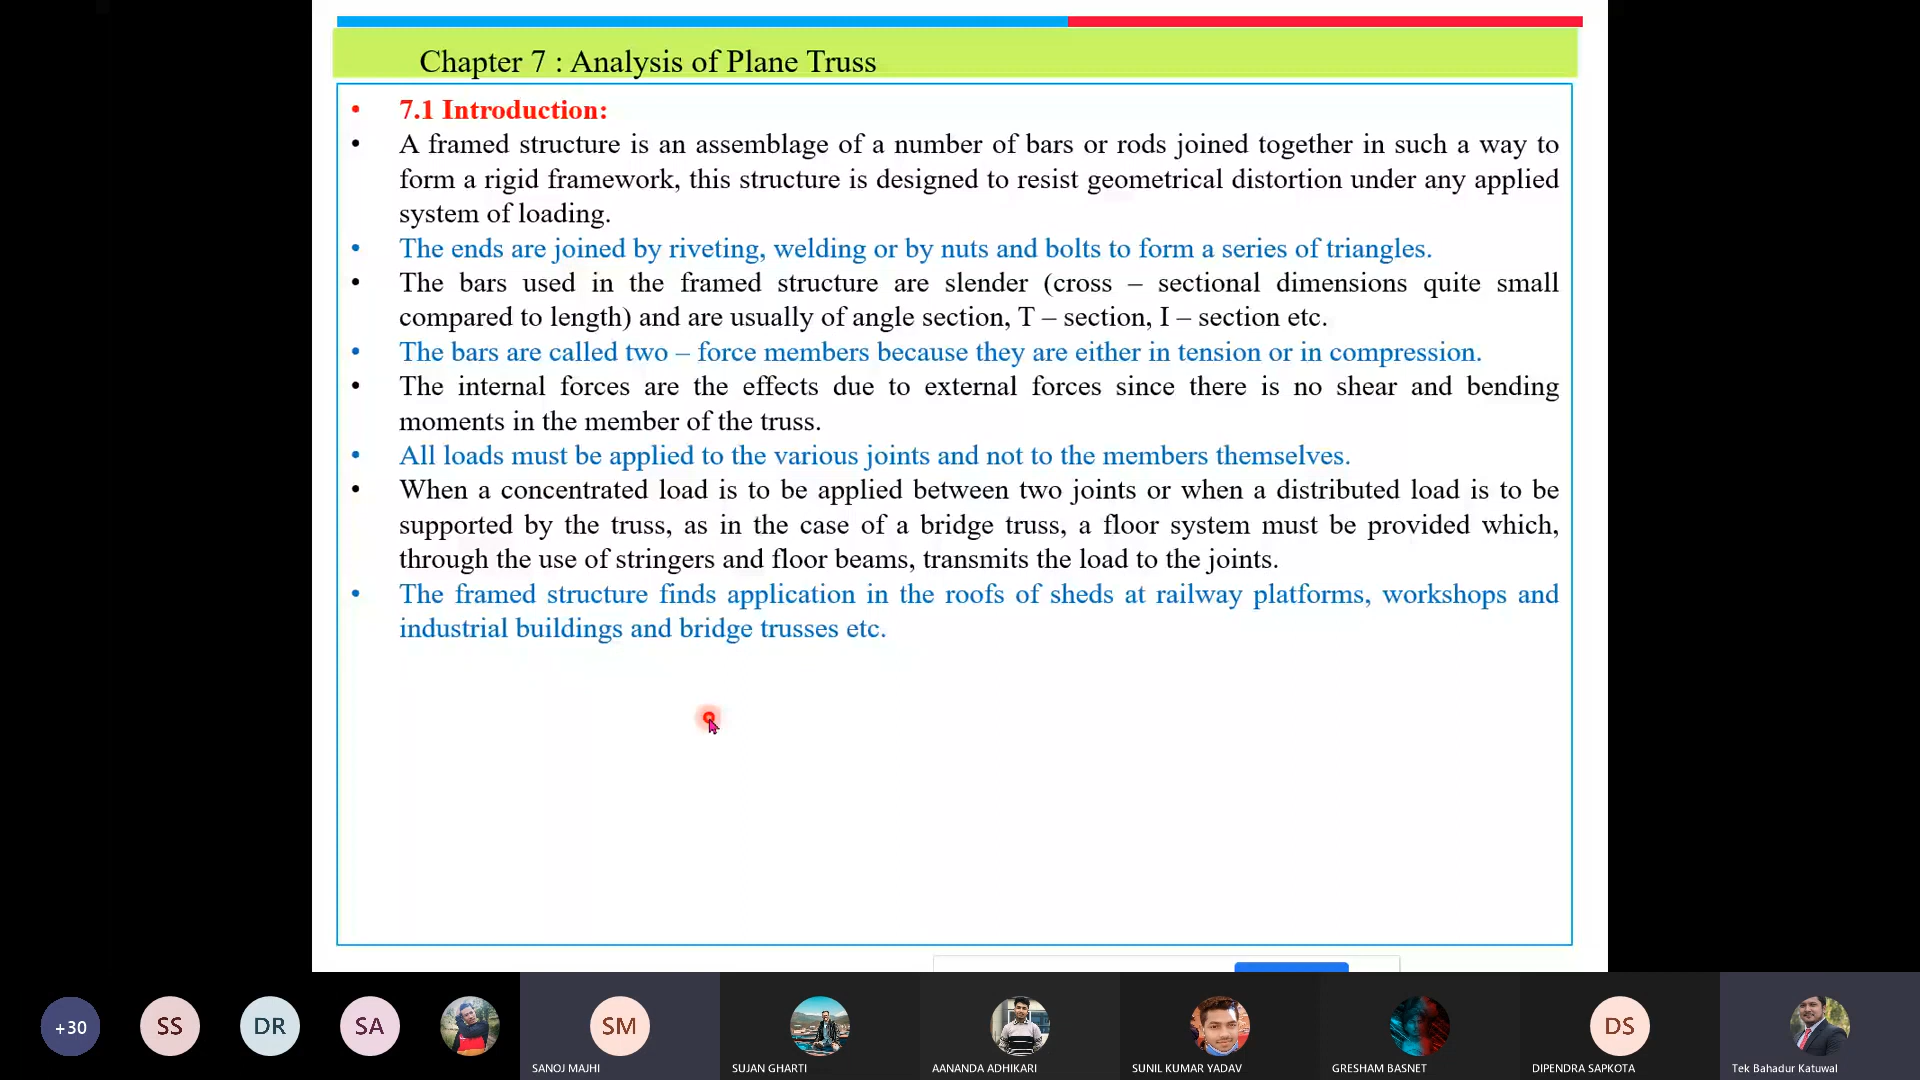 Chapter 7 : Analysis of Plane Truss
• 7.1 Introduction:
• A framed structure is an assemblage of a number of bars or rods joined together in such a way to
form a rigid framework, this structure is designed to resist geometrical distortion under any applied
system of loading.
• The ends are joined by riveting, welding or by nuts and bolts to form a series of triangles.
• The bars used in the framed structure are slender (cross – sectional dimensions quite small
compared to length) and are usually of angle section, T – section, I – section etc.
• The bars are called two – force members because they are either in tension or in compression.
• The internal forces are the effects due to external forces since there is no shear and bending
moments in the member of the truss.
• All loads must be applied to the various joints and not to the members themselves.
• When a concentrated load is to be applied between two joints or when a distributed load is to be
supported by the truss, as in the case of a bridge truss, a floor system must be provided which,
through the use of stringers and floor beams, transmits the load to the joints.
• The framed structure finds application in the roofs of sheds at railway platforms, workshops and
industrial buildings and bridge trusses etc.
+30 SS DR SA SM DS
SANOJ MAJHI SUJAN GHARTI AANANDA ADHIKARI SUNIL KUMAR YADAV GRESHAM BASNET DIPENDRA SAPKOTA Tek Bahadur Katuwal